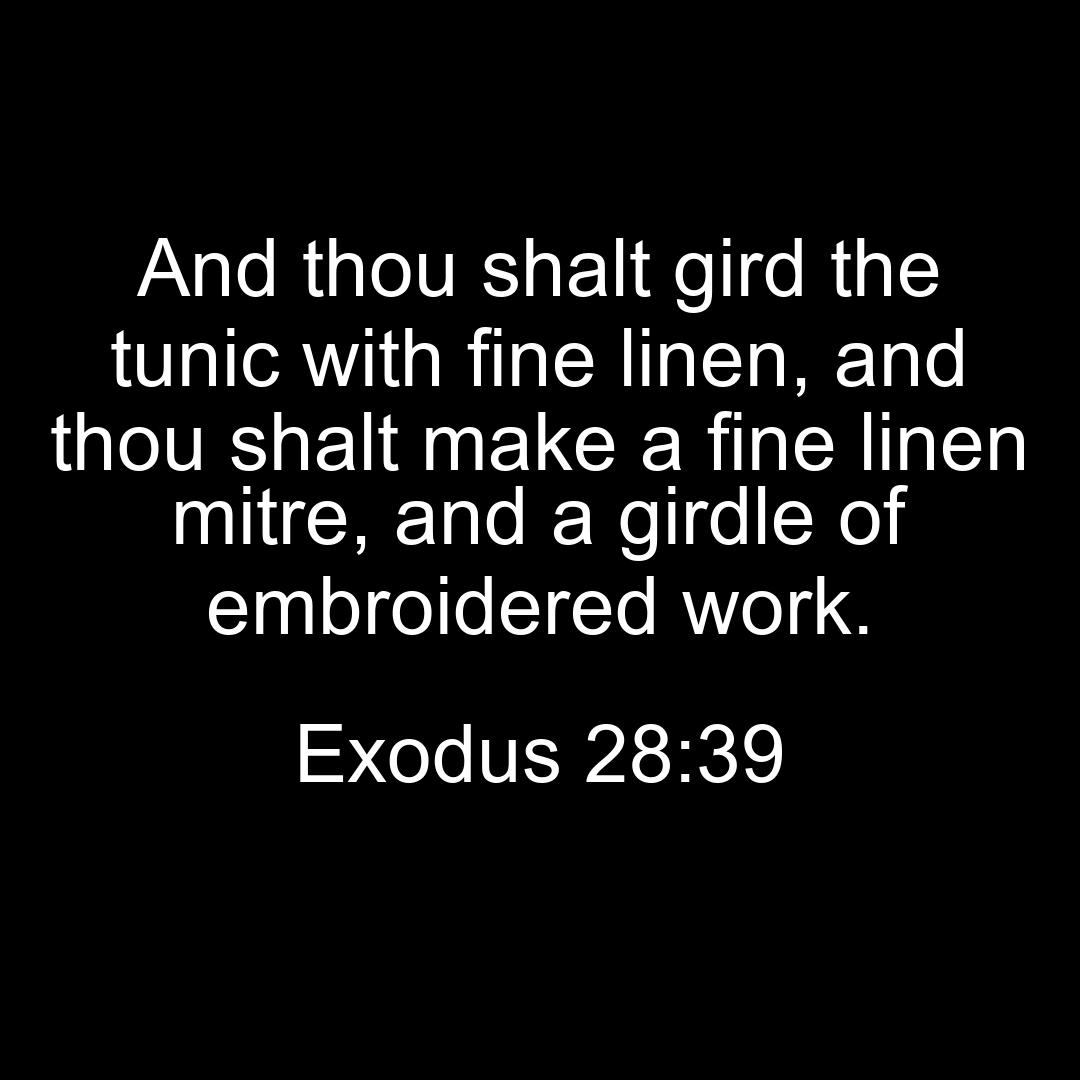 And thou shalt gird the
tunic with fine linen, and
thou shalt make a fine linen
mitre, and a girdle of
embroidered work.
Exodus 28:39